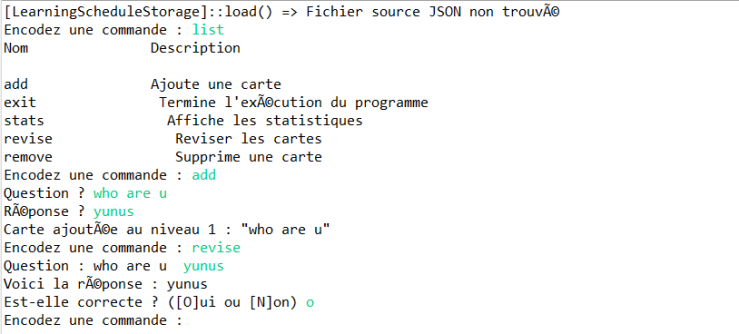 [LearningScheduleStorage]::load() => Fichier source JSON non trouvÃ©
Encodez une commande : list
Nom               Description
add               Ajoute une carte
exit               Termine l'exÃ©cution du programme
stats               Affiche les statistiques
revise               Reviser les cartes
remove               Supprime une carte
Encodez une commande : add
Question ? who are u
RÃ©ponse ? yunus
Carte ajoutÃ©e au niveau 1 : "who are u"
Encodez une commande : revise
Question : who are u  yunus
Voici la rÃ©ponse : yunus
Est-elle correcte ? ([O]ui ou [N]on) o
Encodez une commande :